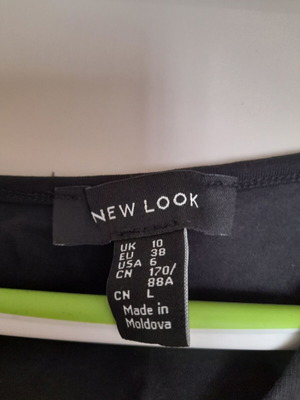 NEW LOOK
UK 10
EU 38
USA 6
CN 170/
88A
CN L
Made in
Moldova